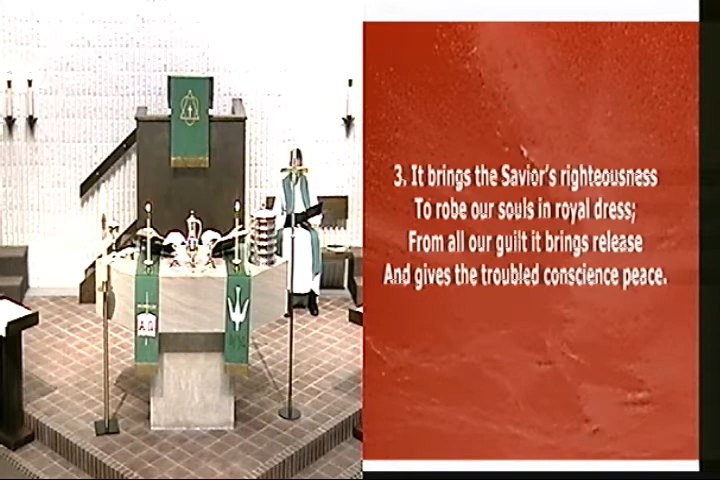 3. It brings the Savior's righteousness
To robe our souls in royal dress;
From all our guilt it brings release
And gives the troubled conscience peace.
ΑΩ